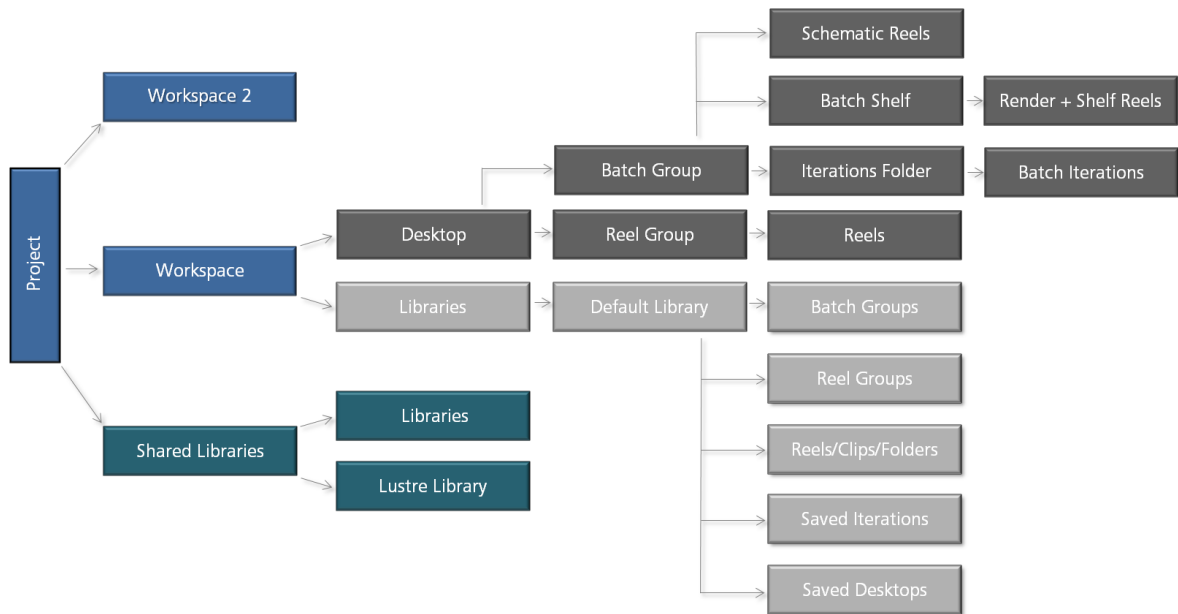 Schematic Reels
Workspace 2
Batch Shelf
Render + Shelf Reels
Batch Group
Iterations Folder
Batch Iterations
Project
Desktop
Reel Group
Reels
Workspace
Libraries
Default Library
Batch Groups
Reel Groups
Libraries
Shared Libraries
Reels/Clips/Folders
Lustre Library
Saved Iterations
Saved Desktops